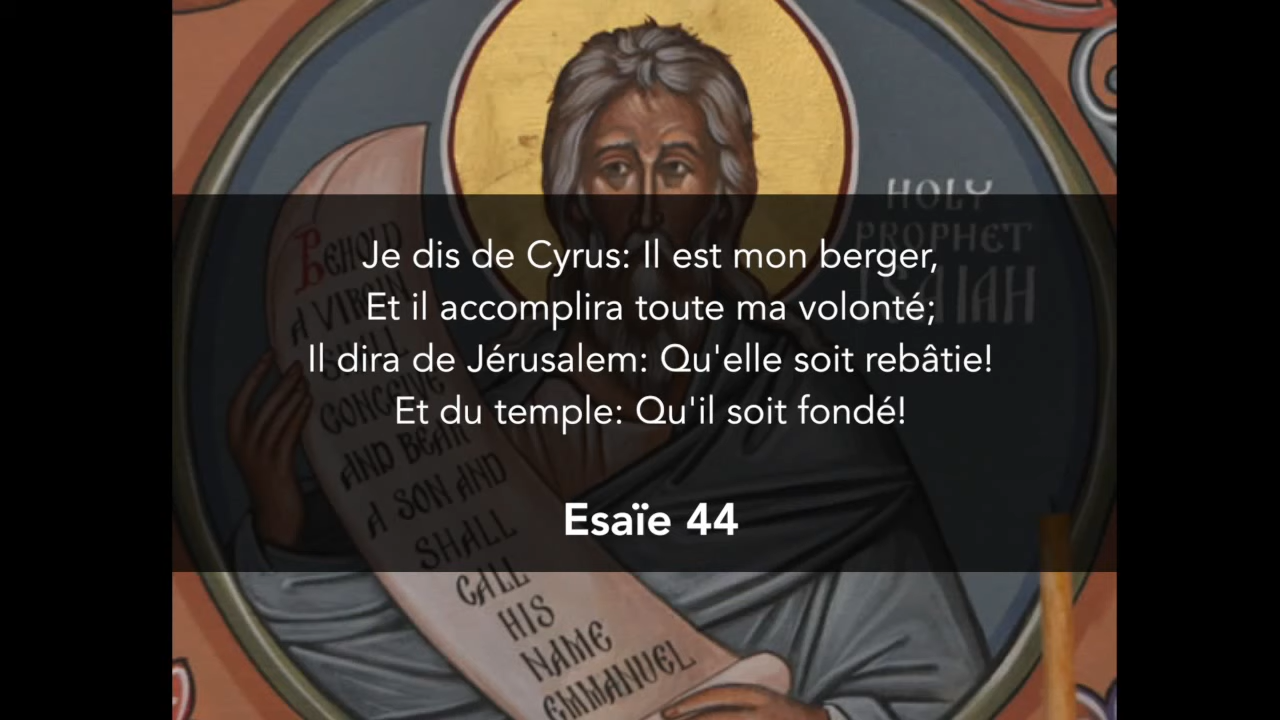 Je dis de Cyrus: Il est mon berger,
Et il accomplira toute ma volonté;
Il dira de Jérusalem: Qu'elle soit rebâtie!
Et du temple: Qu'il soit fondé!
Esaïe 44
HOLY
PROPHET
ISAIAH
BEHOLD
A VIRGIN
SHALL
CONCEIVE
AND BEAR
A SON AND
SHALL
CALL
HIS
NAME
EMMANUEL